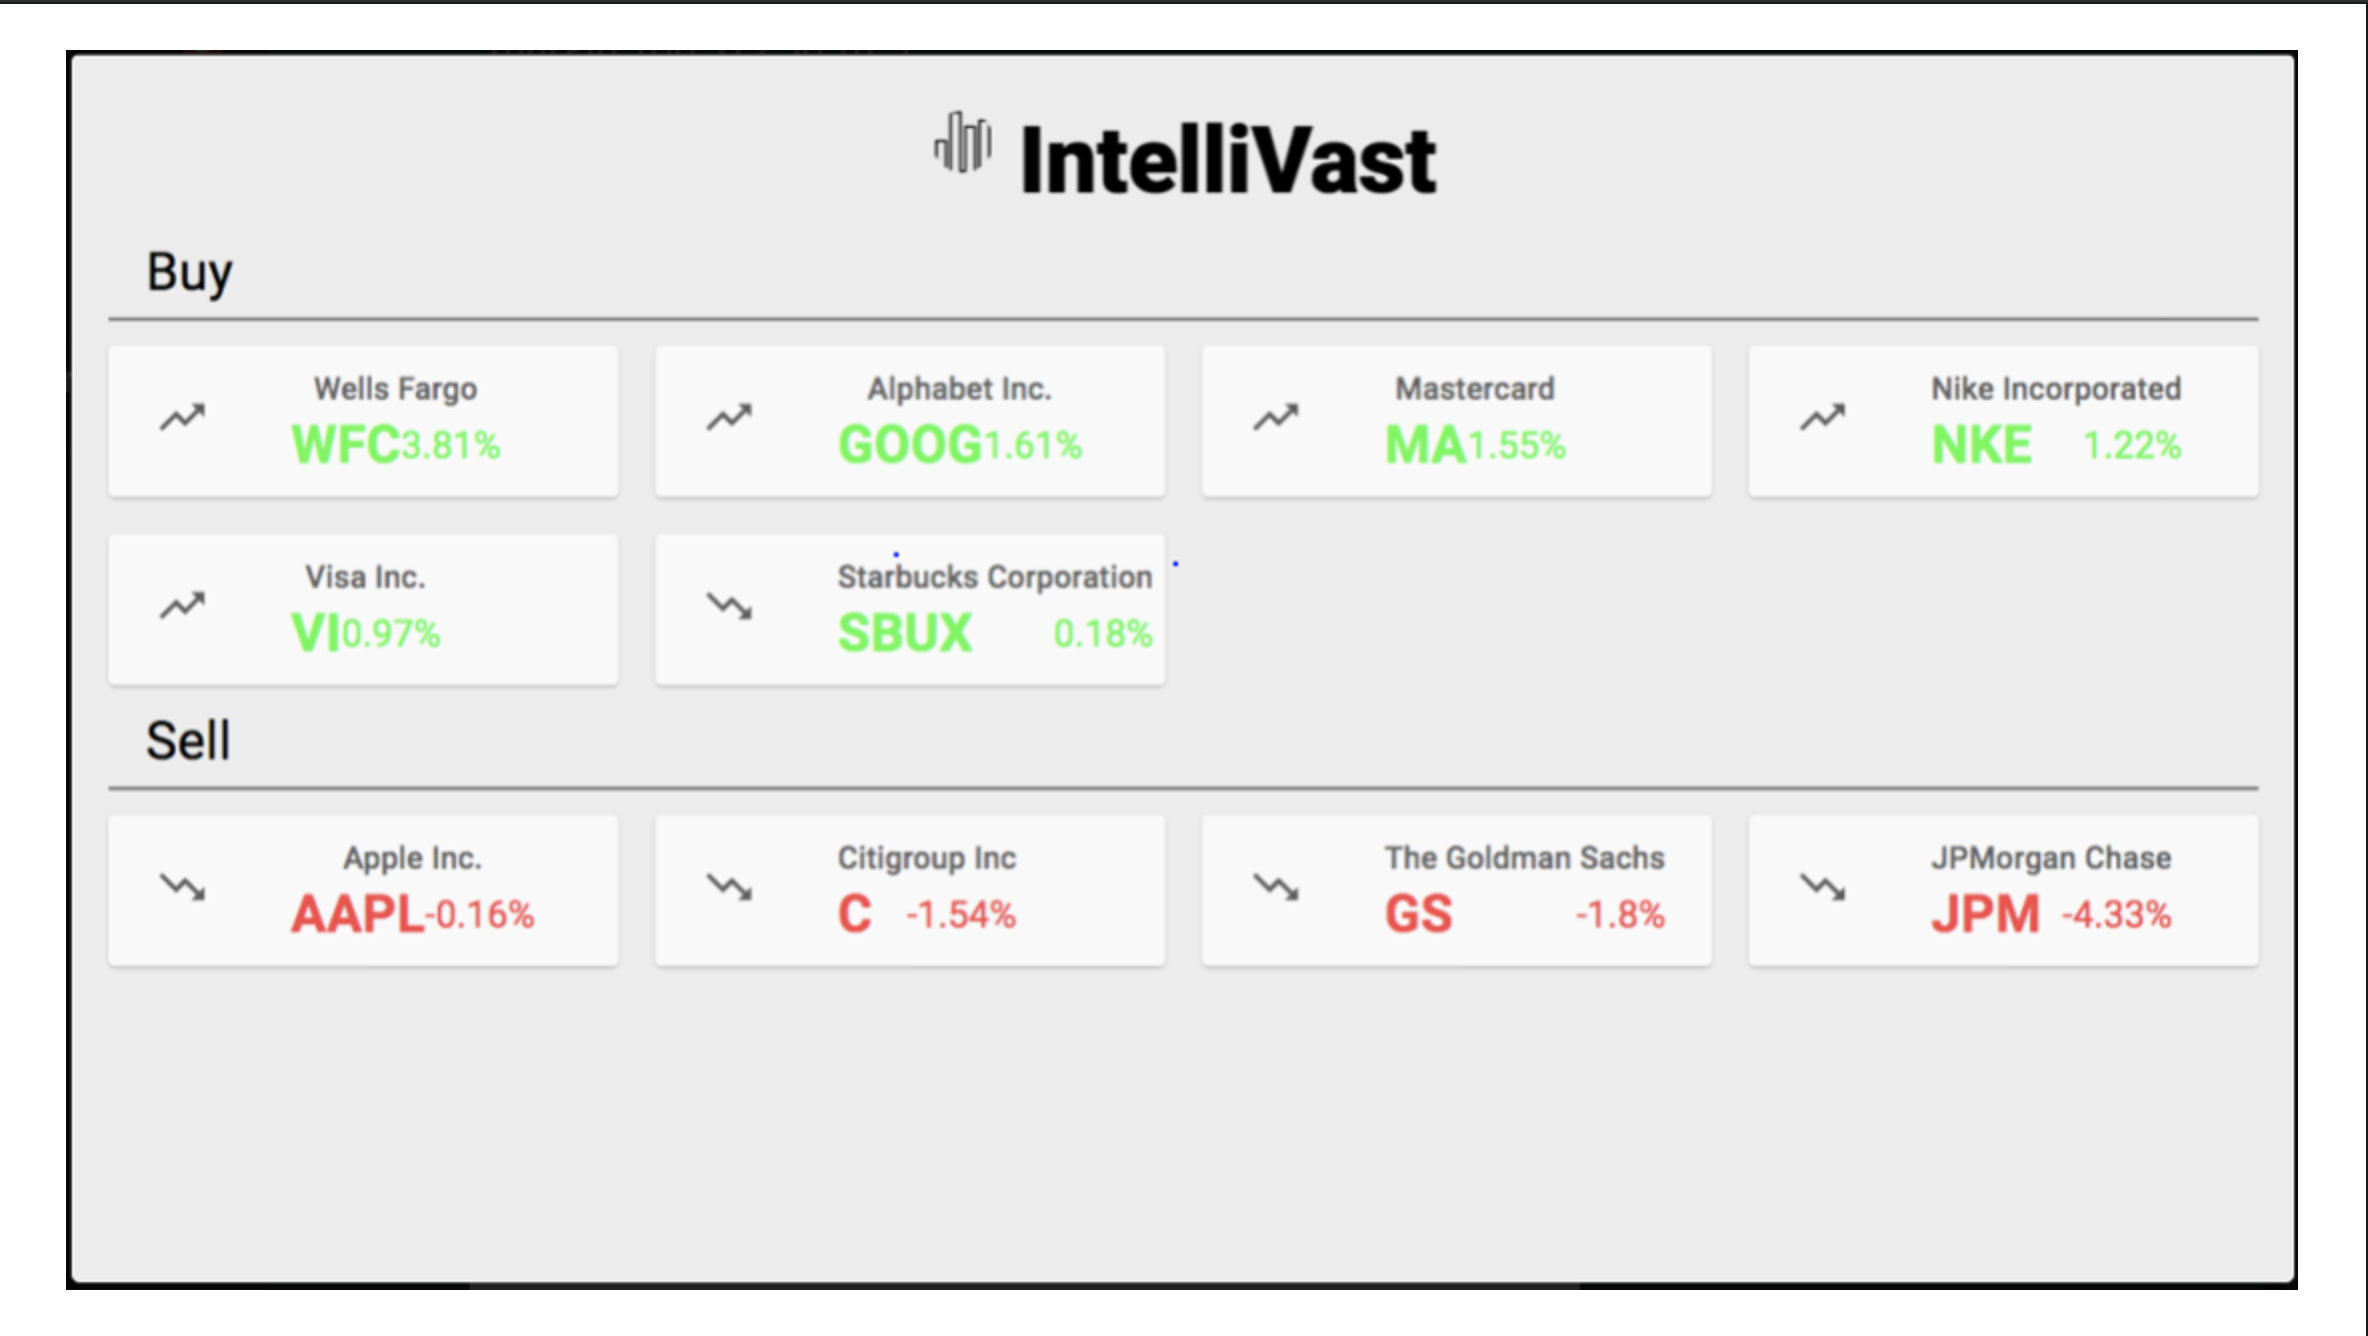 IntelliVast
Buy
Wells Fargo
WFC3.81%
Alphabet Inc.
GOOG1.61%
Mastercard
MA1.55%
Nike Incorporated
NKE 1.22%
Visa Inc.
VI0.97%
Starbucks Corporation
SBUX 0.18%
Sell
Apple Inc.
AAPL-0.16%
Citigroup Inc
C -1.54%
The Goldman Sachs
GS -1.8%
JPMorgan Chase
JPM -4.33%